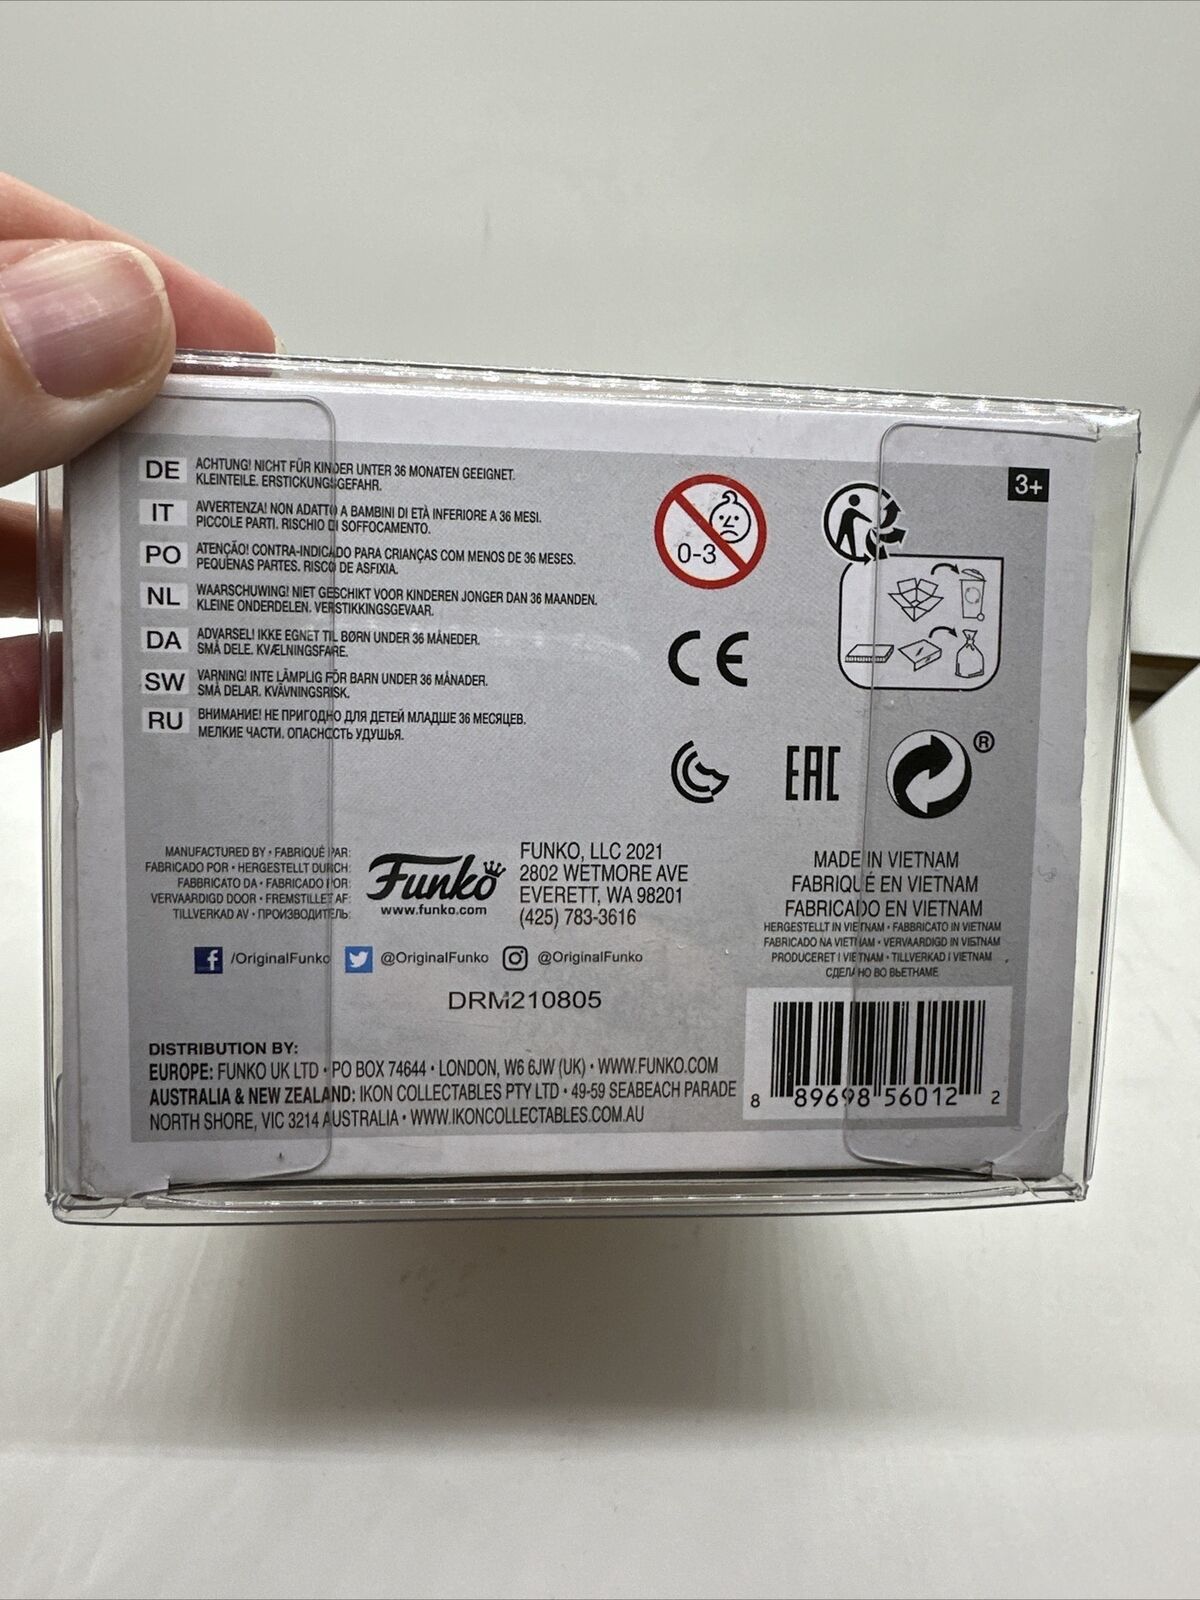 DE ACHTUNG! NICHT FÜR KINDER UNTER 36 MONATEN GEEIGNET.
KLEINTEILE. ERSTICKUNGSGEFAHR.
IT AVVERTENZA! NON ADATTO A BAMBINI DI ETÀ INFERIORE A 36 MESI.
PICCOLE PARTI. RISCHIO DI SOFFOCAMENTO.
PO ATENÇÃO! CONTRA-INDICADO PARA CRIANÇAS COM MENOS DE 36 MESES.
PEQUENAS PARTES. RISCO DE ASFIXIA.
NL WAARSCHUWING! NIET GESCHIKT VOOR KINDEREN JONGER DAN 36 MAANDEN.
KLEINE ONDERDELEN. VERSTIKKINGSGEVAAR.
DA ADVARSEL! IKKE EGNET TIL BØRN UNDER 36 MÅNEDER.
SMÅ DELE. KVÆLNINGSFARE.
SW VARNING! INTE LÄMPLIG FÖR BARN UNDER 36 MÅNADER.
SMÅ DELAR. KVÄVNINGSRISK.
RU ВНИМАНИЕ! НЕ ПРИГОДНО ДЛЯ ДЕТЕЙ МЛАДШЕ 36 МЕСЯЦЕВ.
МЕЛКИЕ ЧАСТИ. ОПАСНОСТЬ УДУШЬЯ.
0-3
3+
CE
EAC
®
MANUFACTURED BY • FABRIQUÉ PAR:
FABRICADO POR • HERGESTELLT DURCH:
FABBRICATO DA • FABRICADO POR:
VERVAARDIGD DOOR • FREMSTILLET AF:
TILLVERKAD AV • ПРОИЗВОДИТЕЛЬ:
Funko
www.funko.com
FUNKO, LLC 2021
2802 WETMORE AVE
EVERETT, WA 98201
(425) 783-3616
MADE IN VIETNAM
FABRIQUÉ EN VIETNAM
FABRICADO EN VIETNAM
HERGESTELLT IN VIETNAM • FABBRICATO IN VIETNAM
FABRICADO NA VIETNAM • VERVAARDIGD IN VIETNAM
PRODUCERET I VIETNAM • TILLVERKAD I VIETNAM
СДЕЛАНО ВО ВЬЕТНАМЕ
/OriginalFunko @OriginalFunko @OriginalFunko
DRM210805
DISTRIBUTION BY:
EUROPE: FUNKO UK LTD • PO BOX 74644 • LONDON, W6 6JW (UK) • WWW.FUNKO.COM
AUSTRALIA & NEW ZEALAND: IKON COLLECTABLES PTY LTD • 49-59 SEABEACH PARADE
NORTH SHORE, VIC 3214 AUSTRALIA • WWW.IKONCOLLECTABLES.COM.AU
8 89698 56012 2